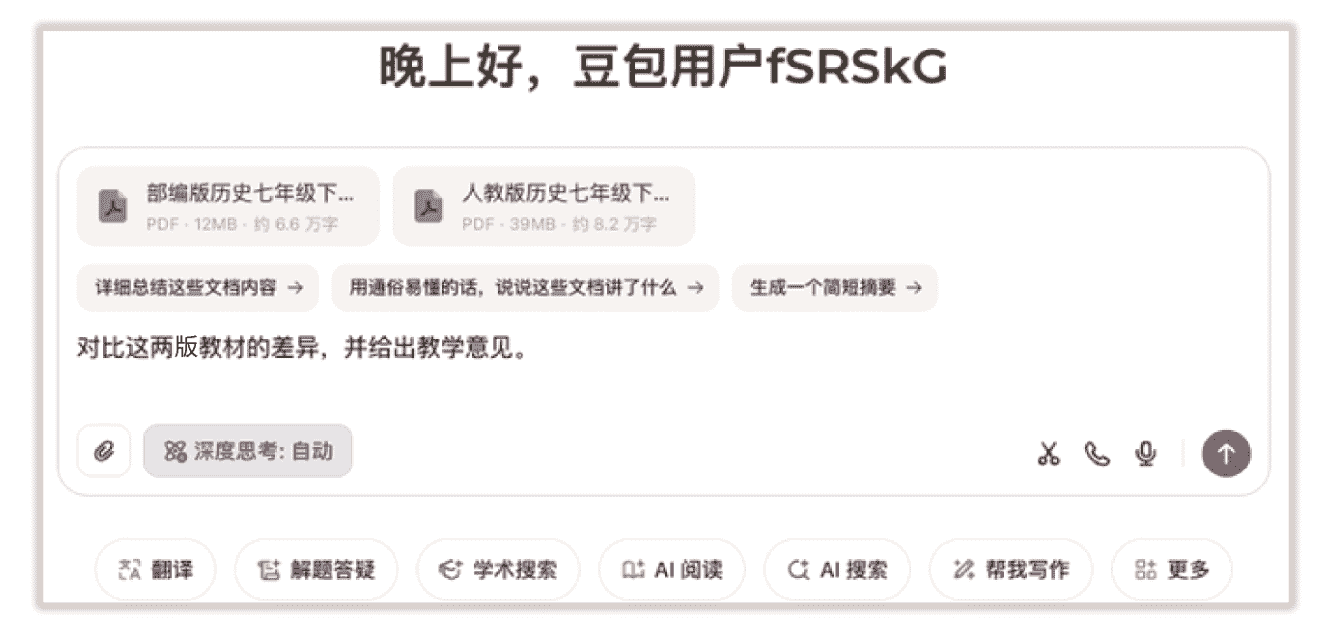 晚上好，豆包用户fSRSkG
部编版历史七年级下... 人教版历史七年级下...
PDF · 12MB · 约 6.6 万字 PDF · 39MB · 约 8.2 万字
详细总结这些文档内容 → 用通俗易懂的话，说说这些文档讲了什么 → 生成一个简短摘要 →
对比这两版教材的差异，并给出教学意见。
深度思考: 自动
翻译 解题答疑 学术搜索 AI 阅读 AI 搜索 帮我写作 更多